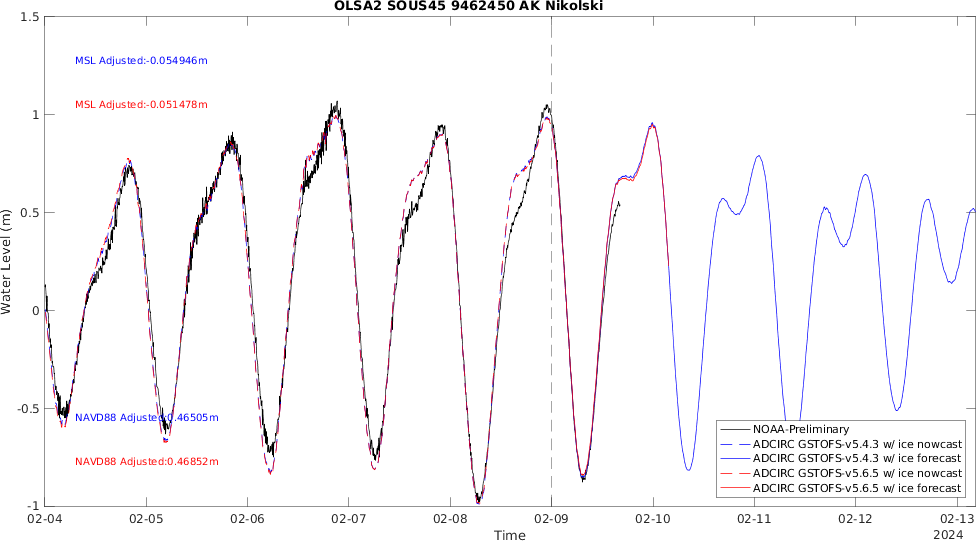 OLSA2 SOUS45 9462450 AK Nikolski
1.5
MSL Adjusted:-0.054946m
MSL Adjusted:-0.051478m
1
0.5
Water Level (m)
0
-0.5
NAVD88 Adjusted:0.46505m
NAVD88 Adjusted:0.46852m
-1
NOAA-Preliminary
ADCIRC GSTOFS-v5.4.3 w/ ice nowcast
ADCIRC GSTOFS-v5.4.3 w/ ice forecast
ADCIRC GSTOFS-v5.6.5 w/ ice nowcast
ADCIRC GSTOFS-v5.6.5 w/ ice forecast
02-04 02-05 02-06 02-07 02-08 02-09 02-10 02-11 02-12 02-13
Time
2024